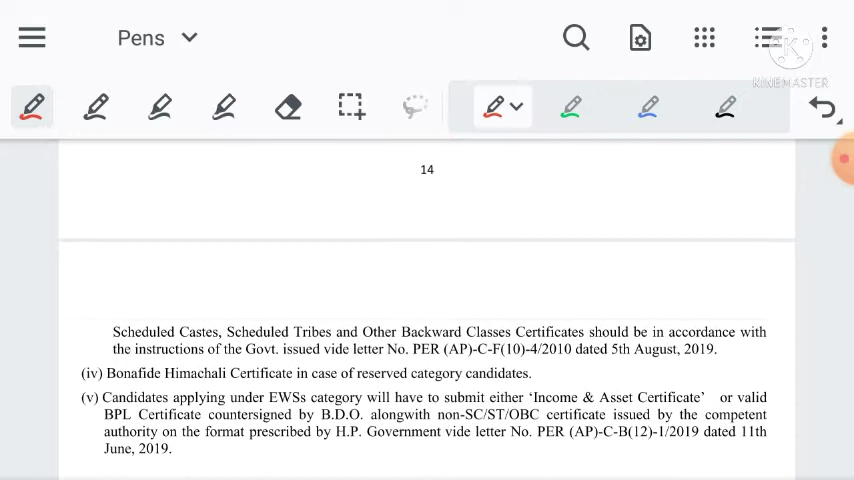 Pens
K
KINEMASTER
14
Scheduled Castes, Scheduled Tribes and Other Backward Classes Certificates should be in accordance with
the instructions of the Govt. issued vide letter No. PER (AP)-C-F(10)-4/2010 dated 5th August, 2019.
(iv) Bonafide Himachali Certificate in case of reserved category candidates.
(v) Candidates applying under EWSs category will have to submit either ‘Income & Asset Certificate’ or valid
BPL Certificate countersigned by B.D.O. alongwith non-SC/ST/OBC certificate issued by the competent
authority on the format prescribed by H.P. Government vide letter No. PER (AP)-C-B(12)-1/2019 dated 11th
June, 2019.